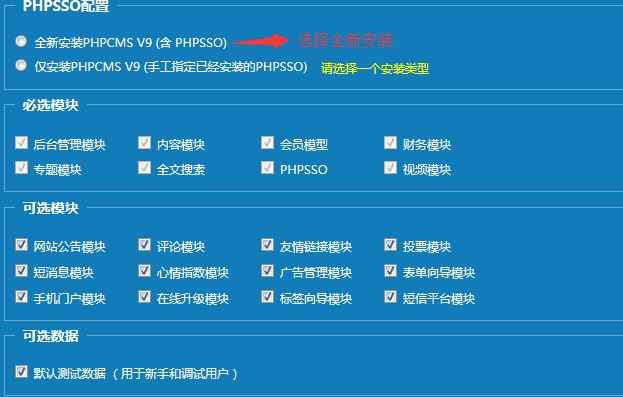 PHPSSO配置
全新安装PHPCMS V9 (含 PHPSSO) 选择全新安装
仅安装PHPCMS V9 (手工指定已经安装的PHPSSO) 请选择一个安装类型
必选模块
后台管理模块 内容模块 会员模型 财务模块
专题模块 全文搜索 PHPSSO 视频模块
可选模块
网站公告模块 评论模块 友情链接模块 投票模块
短消息模块 心情指数模块 广告管理模块 表单向导模块
手机门户模块 在线升级模块 标签向导模块 短信平台模块
可选数据
默认测试数据 （用于新手和调试用户）